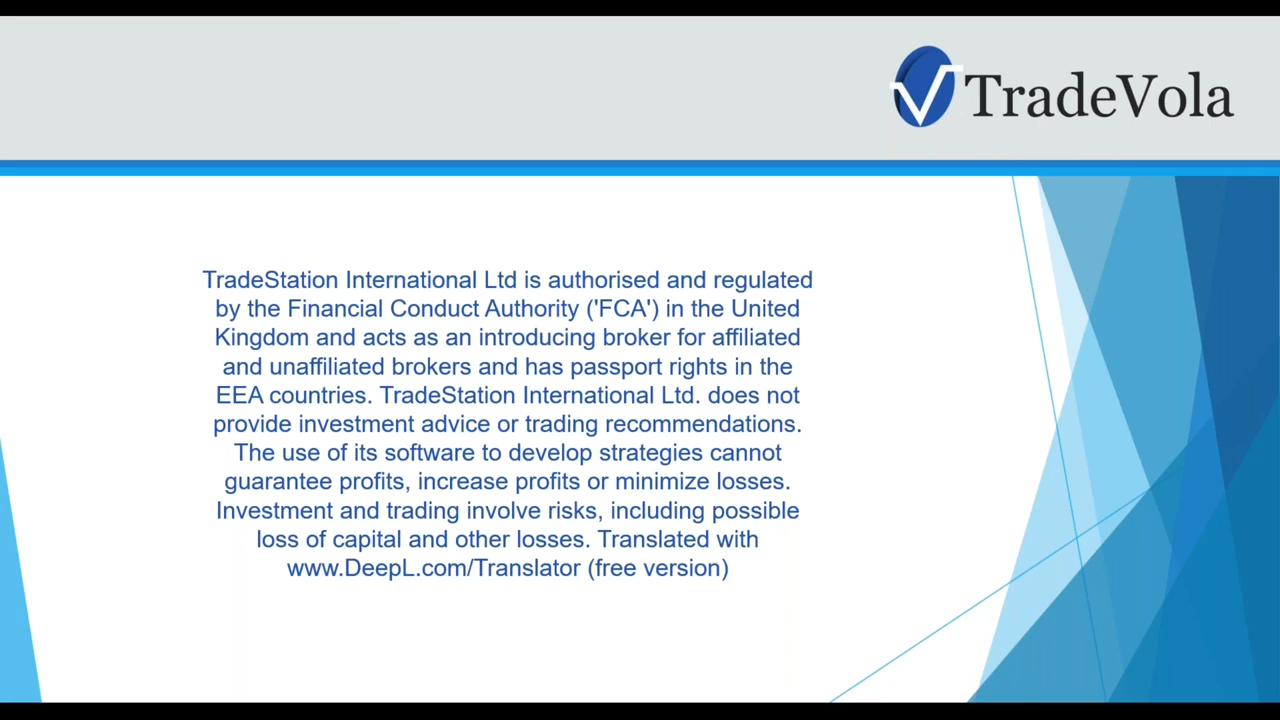 TradeVola
TradeStation International Ltd is authorised and regulated
by the Financial Conduct Authority ('FCA') in the United
Kingdom and acts as an introducing broker for affiliated
and unaffiliated brokers and has passport rights in the
EEA countries. TradeStation International Ltd. does not
provide investment advice or trading recommendations.
The use of its software to develop strategies cannot
guarantee profits, increase profits or minimize losses.
Investment and trading involve risks, including possible
loss of capital and other losses. Translated with
www.DeepL.com/Translator (free version)